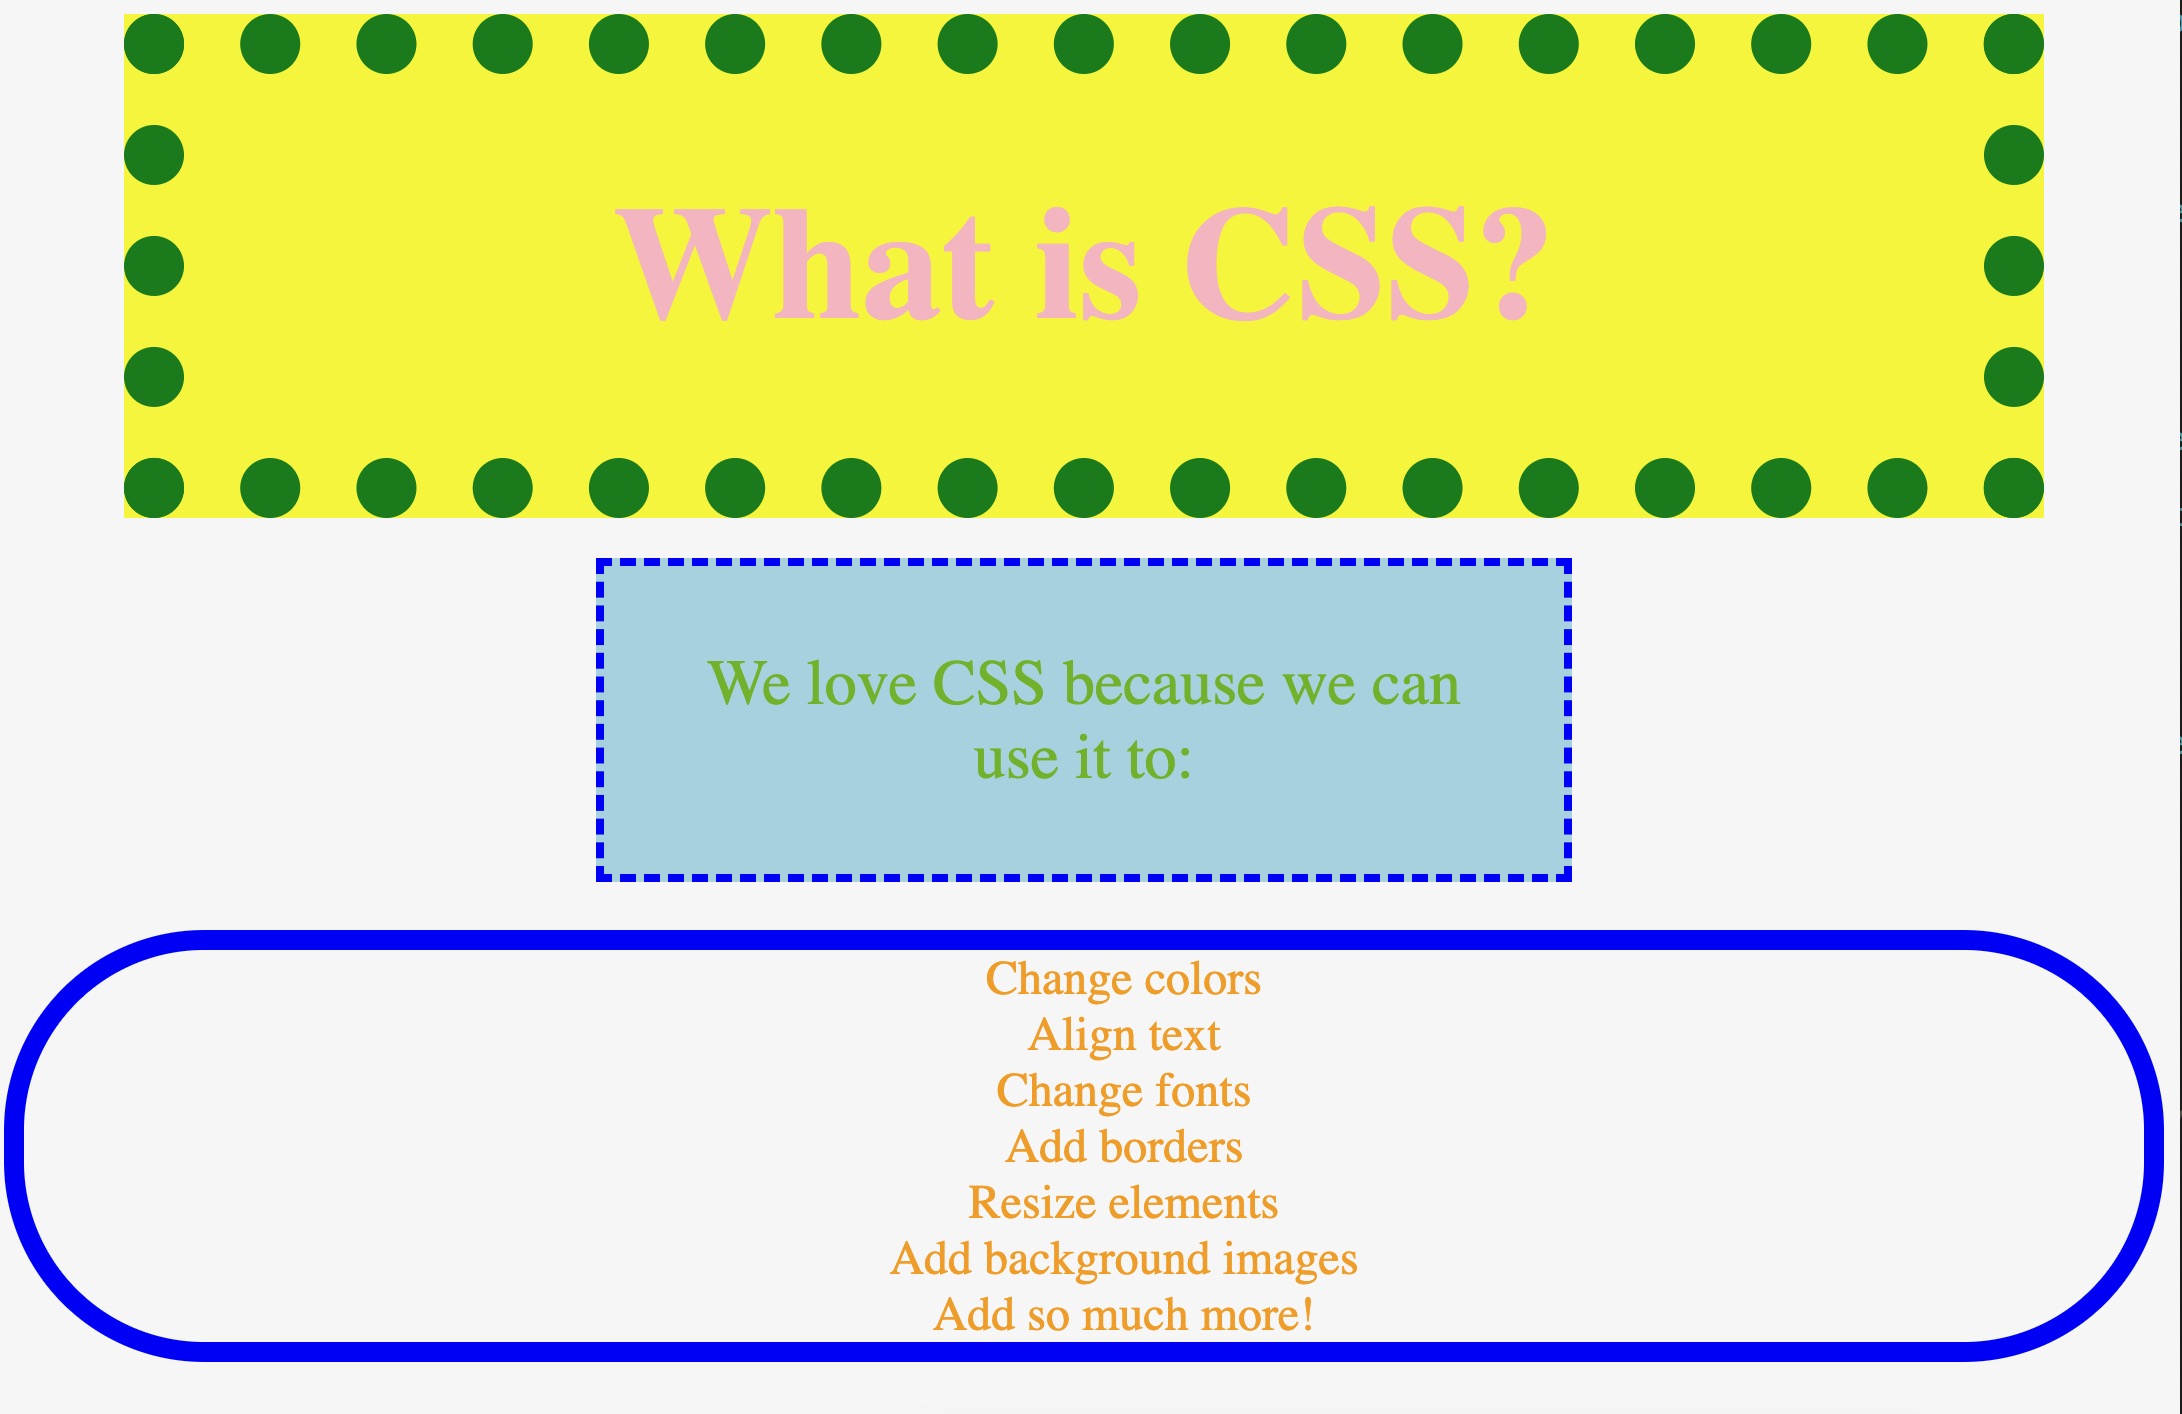 What is CSS?
We love CSS because we can
use it to:
Change colors
Align text
Change fonts
Add borders
Resize elements
Add background images
Add so much more!